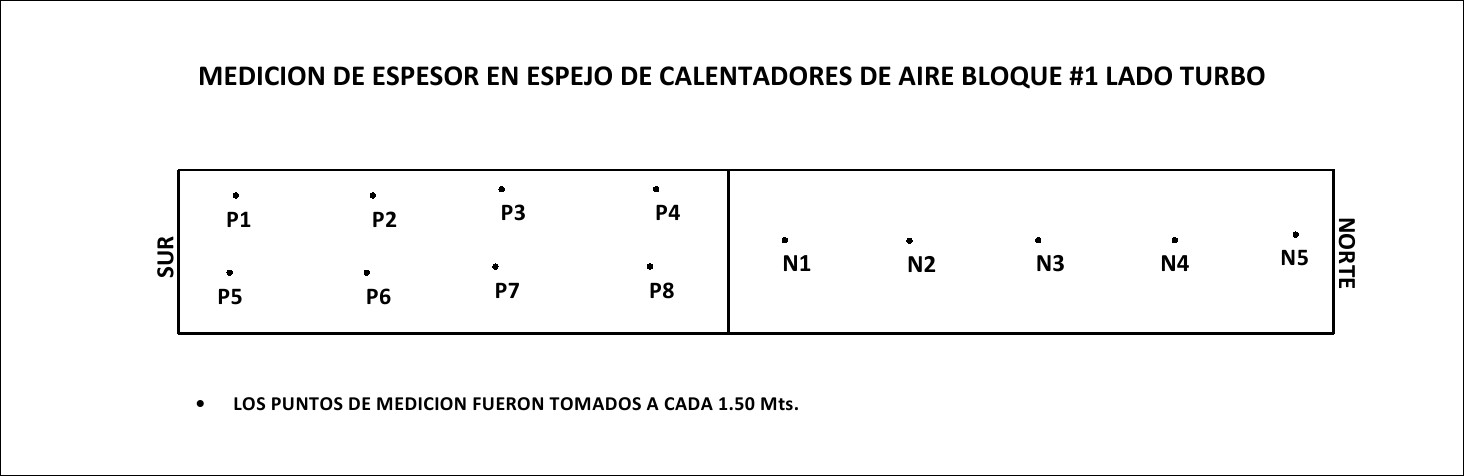 MEDICION DE ESPESOR EN ESPEJO DE CALENTADORES DE AIRE BLOQUE #1 LADO TURBO
SUR
P1
P2
P3
P4
P5
P6
P7
P8
N1
N2
N3
N4
N5
NORTE
• LOS PUNTOS DE MEDICION FUERON TOMADOS A CADA 1.50 Mts.